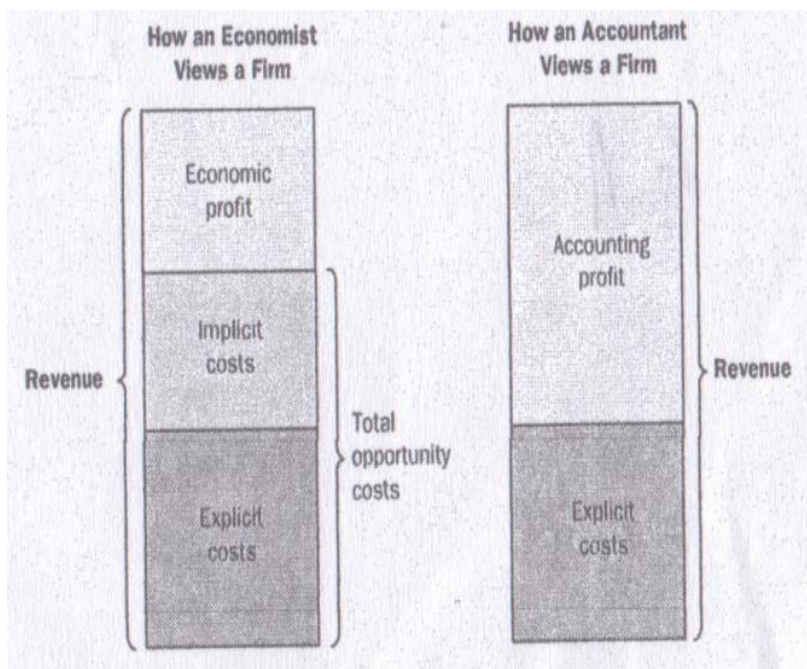 How an Economist
Views a Firm
Economic
profit
Implicit
costs
Revenue
Total
opportunity
costs
Explicit
costs
How an Accountant
Views a Firm
Accounting
profit
Revenue
Explicit
costs